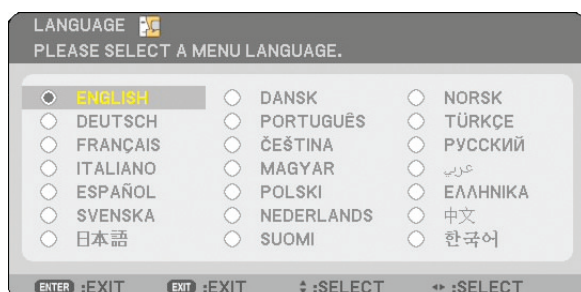 LANGUAGE
PLEASE SELECT A MENU LANGUAGE.
ENGLISH DANSK NORSK
DEUTSCH PORTUGUÊS TÜRKÇE
FRANÇAIS ČEŠTINA РУССКИЙ
ITALIANO MAGYAR عربي
ESPAÑOL POLSKI ΕΛΛΗΝΙΚΑ
SVENSKA NEDERLANDS 中文
日本語 SUOMI 한국어
ENTER :EXIT EXIT :EXIT :SELECT :SELECT